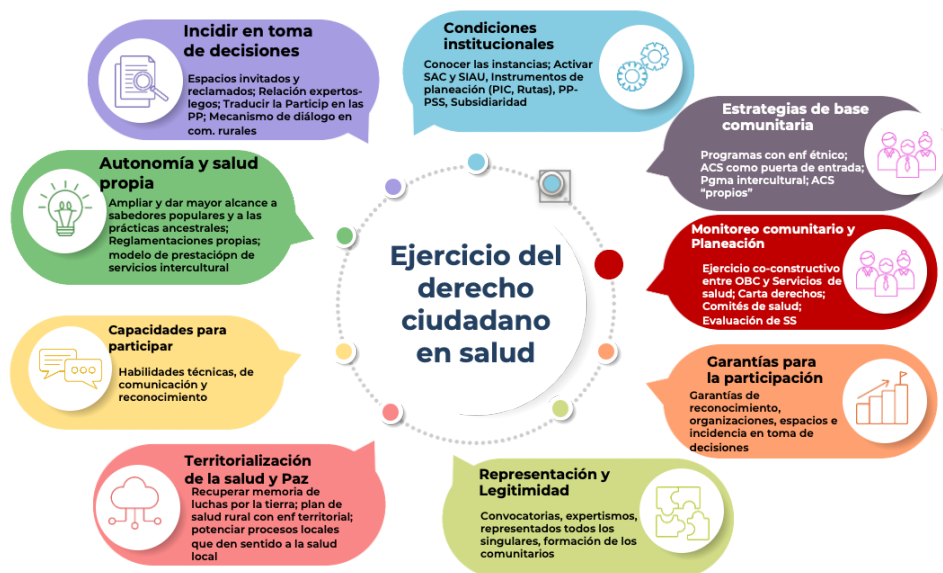 Incidir en toma
de decisiones
Espacios invitados y
reclamados; Relación expertos-
legos; Traducir la Particip en las
PP; Mecanismo de diálogo en
com. rurales
Condiciones
institucionales
Conocer las instancias; Activar
SAC y SIAU, Instrumentos de
planeación (PIC, Rutas), PP-
PSS, Subsidiaridad
Estrategias de base
comunitaria
Programas con enf étnico;
ACS como puerta de entrada;
Pgma intercultural; ACS
“propios”
Autonomía y salud
propia
Ampliar y dar mayor alcance a
sabedores populares y a las
prácticas ancestrales;
Reglamentaciones propias;
modelo de prestaciópn de
servicios intercultural
Ejercicio del
derecho
ciudadano
en salud
Monitoreo comunitario y
Planeación
Ejercicio co-constructivo
entre OBC y Servicios de
salud; Carta derechos;
Comités de salud;
Evaluación de SS
Capacidades para
participar
Habilidades técnicas, de
comunicación y
reconocimiento
Garantías para
la participación
Garantías de
reconocimiento,
organizaciones, espacios e
incidencia en toma de
decisiones
Territorialización
de la salud y Paz
Recuperar memoria de
luchas por la tierra; plan de
salud rural con enf territorial;
potenciar procesos locales
que den sentido a la salud
local
Representación y
Legitimidad
Convocatorias, expertismos,
representados todos los
singulares, formación de los
comunitarios